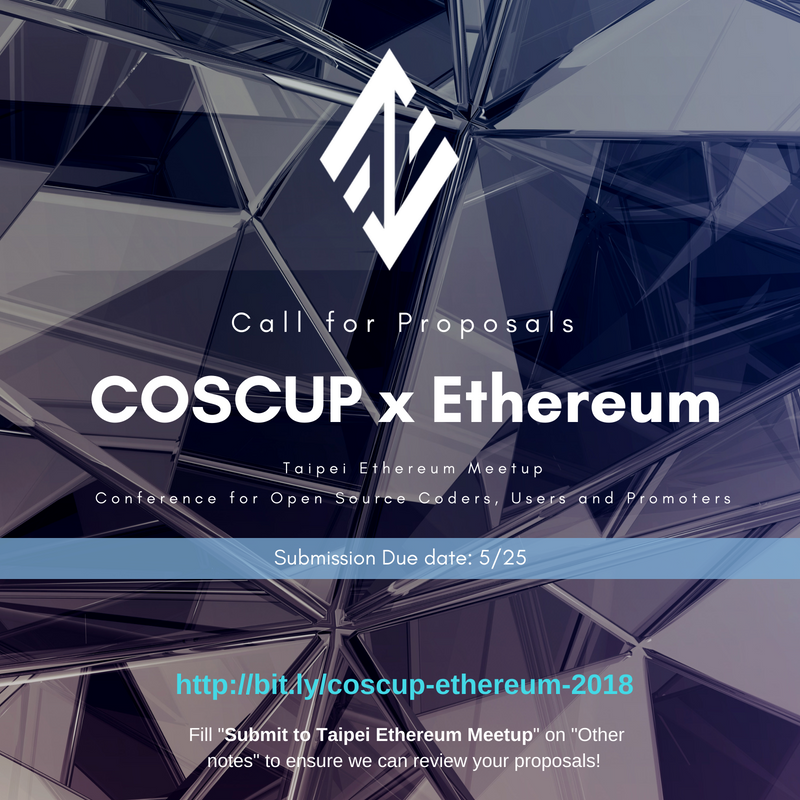 Call for Proposals
COSCUP x Ethereum
Taipei Ethereum Meetup
Conference for Open Source Coders, Users and Promoters
Submission Due date: 5/25
http://bit.ly/coscup-ethereum-2018
Fill "Submit to Taipei Ethereum Meetup" on "Other
notes" to ensure we can review your proposals!